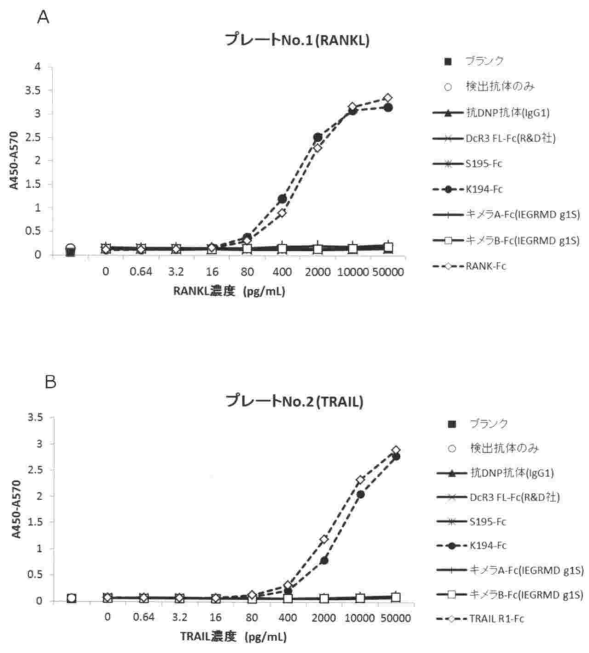 A
プレートNo.1(RANKL)
A450-A570
4
3.5
3
2.5
2
1.5
1
0.5
0
0 0.64 3.2 16 80 400 2000 10000 50000
RANKL濃度 (pg/mL)
ブランク
検出抗体のみ
抗DNP抗体(IgG1)
DcR3 FL-Fc(R&D社)
S195-Fc
K194-Fc
キメラA-Fc(IEGRMD g1S)
キメラB-Fc(IEGRMD g1S)
RANK-Fc
B
プレートNo.2(TRAIL)
A450-A570
3.5
3
2.5
2
1.5
1
0.5
0
0 0.64 3.2 16 80 400 2000 10000 50000
TRAIL濃度 (pg/mL)
ブランク
検出抗体のみ
抗DNP抗体(IgG1)
DcR3 FL-Fc(R&D社)
S195-Fc
K194-Fc
キメラA-Fc(IEGRMD g1S)
キメラB-Fc(IEGRMD g1S)
TRAIL R1-Fc